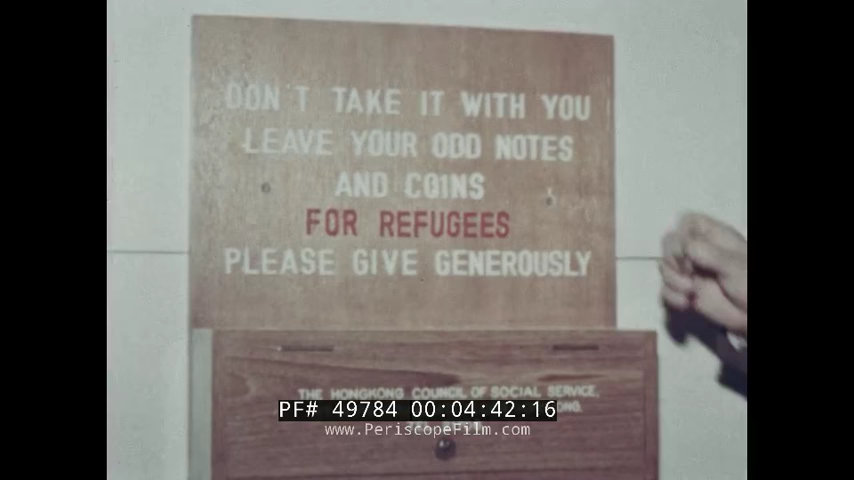 DON'T TAKE IT WITH YOU
LEAVE YOUR ODD NOTES
AND COINS
FOR REFUGEES
PLEASE GIVE GENEROUSLY
THE HONGKONG COUNCIL OF SOCIAL SERVICE,
PF# 49784 00:04:42:16
www.PeriscopeFilm.com